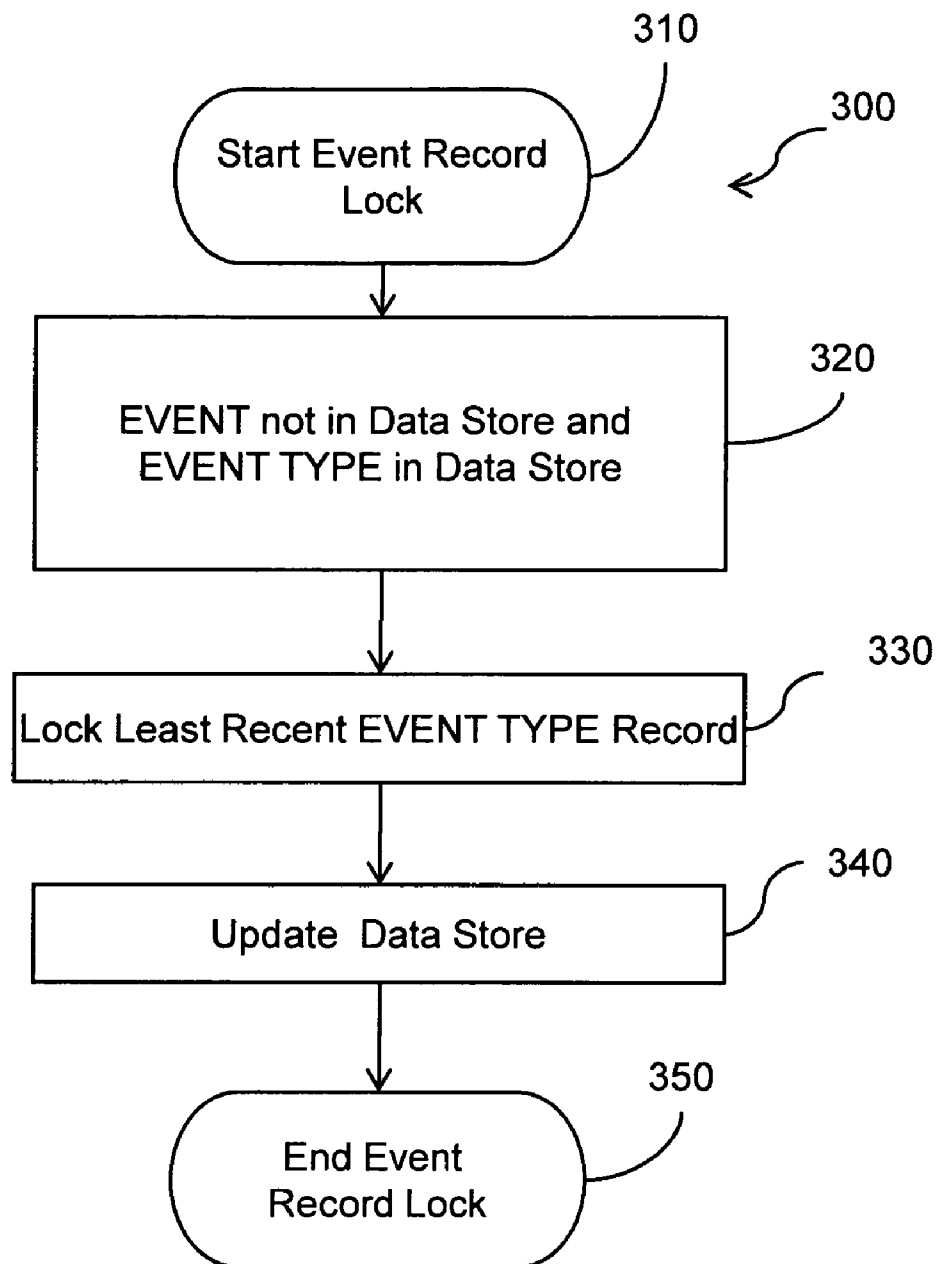 310
300
Start Event Record
Lock
320
EVENT not in Data Store and
EVENT TYPE in Data Store
330
Lock Least Recent EVENT TYPE Record
340
Update Data Store
350
End Event
Record Lock